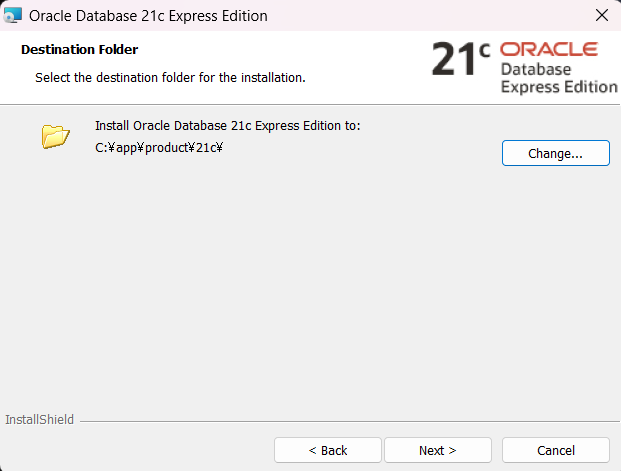 Oracle Database 21c Express Edition
Destination Folder
Select the destination folder for the installation.
21c ORACLE
Database
Express Edition
Install Oracle Database 21c Express Edition to:
C:¥app¥product¥21c¥
Change...
InstallShield
< Back
Next >
Cancel